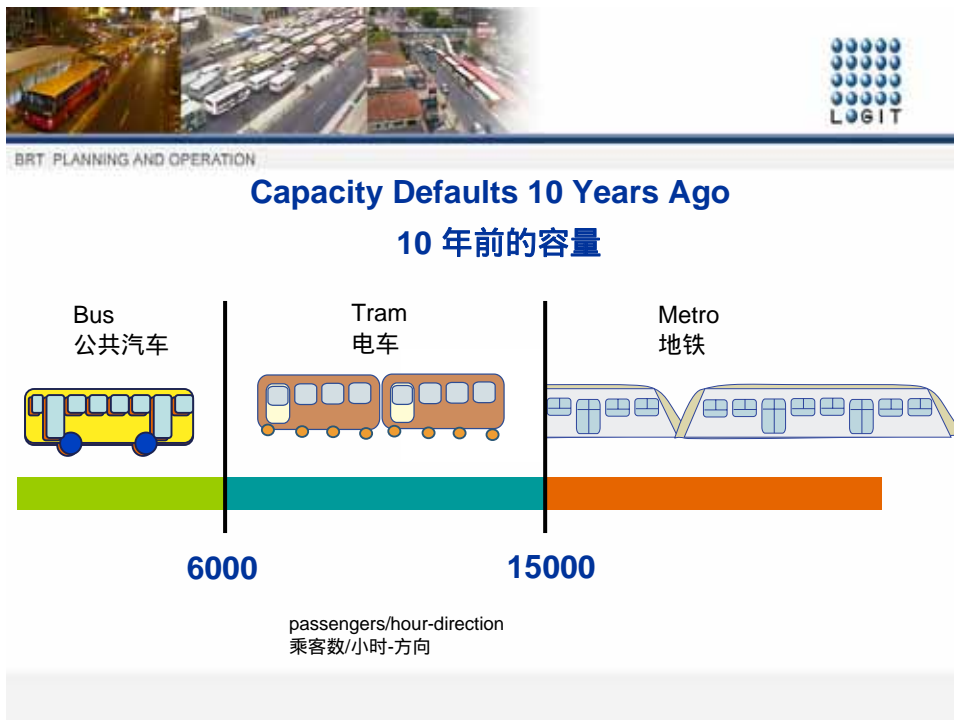 LOGIT
BRT PLANNING AND OPERATION
Capacity Defaults 10 Years Ago
10 年前的容量
Bus
公共汽车
Tram
电车
Metro
地铁
6000
15000
passengers/hour-direction
乘客数/小时-方向